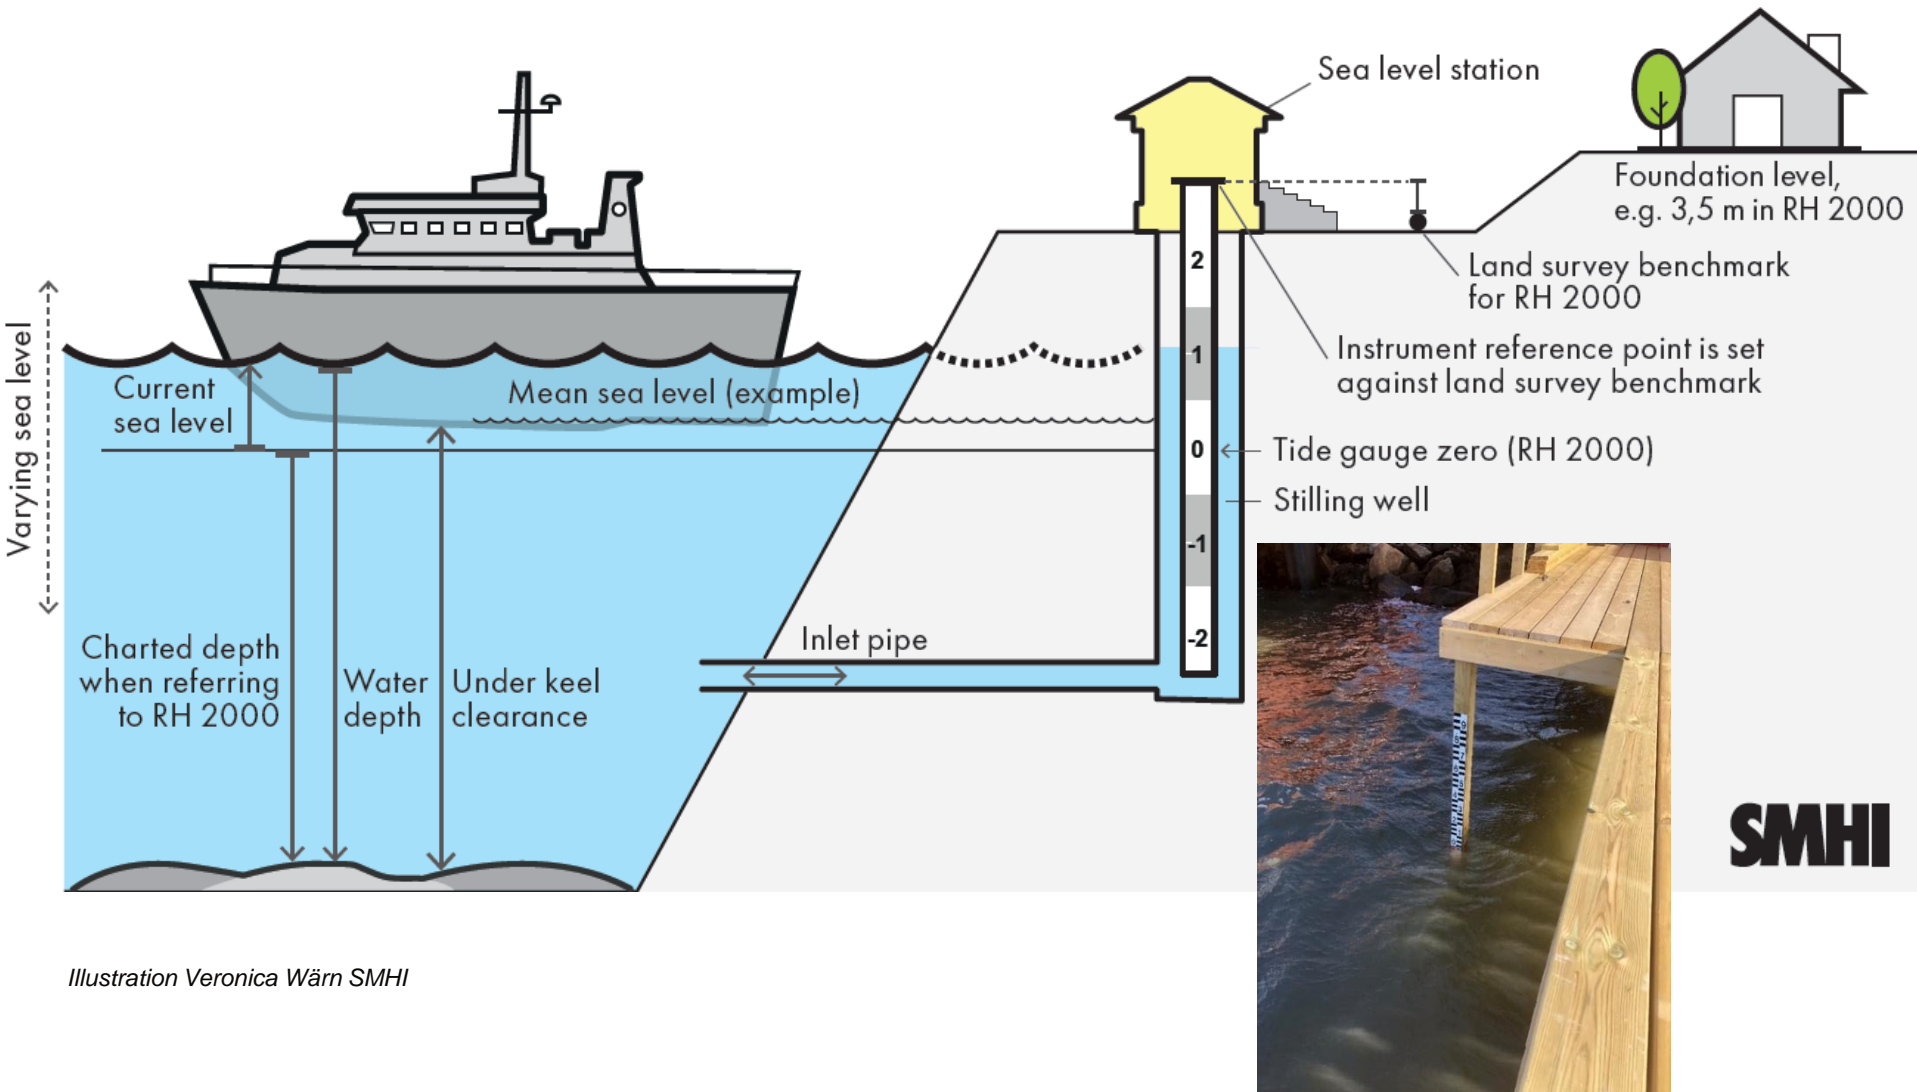 Sea level station
Foundation level,
e.g. 3,5 m in RH 2000
Land survey benchmark
for RH 2000
Instrument reference point is set
against land survey benchmark
Varying sea level
Current
sea level
Mean sea level (example)
2
1
0
-1
-2
Tide gauge zero (RH 2000)
Stilling well
Inlet pipe
Charted depth
when referring
to RH 2000
Water
depth
Under keel
clearance
SMHI
Illustration Veronica Wärn SMHI